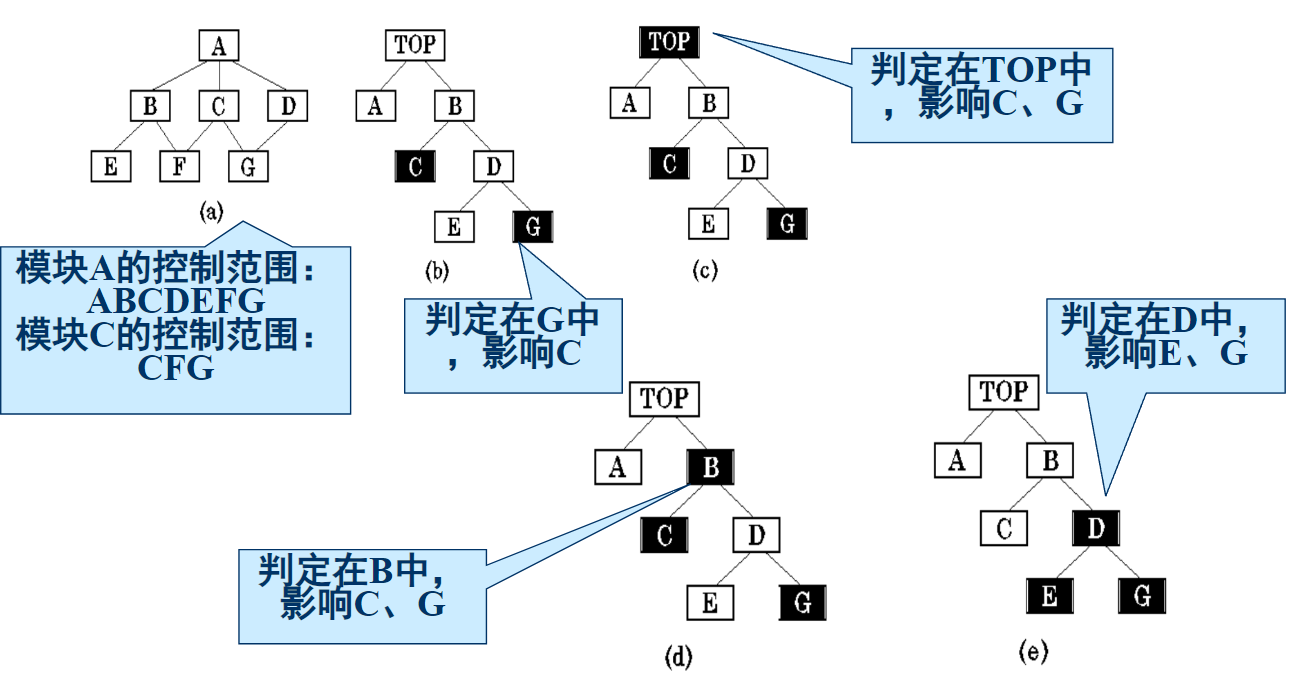 A
B C D
E F G
(a)
模块A的控制范围：
ABCDEFG
模块C的控制范围：
CFG
TOP
A B
C D
E G
(b)
判定在G中
，影响C
TOP
A B
C D
E G
(c)
判定在TOP中
，影响C、G
TOP
A B
C D
E G
(d)
判定在B中，
影响C、G
TOP
A B
C D
E G
(e)
判定在D中，
影响E、G